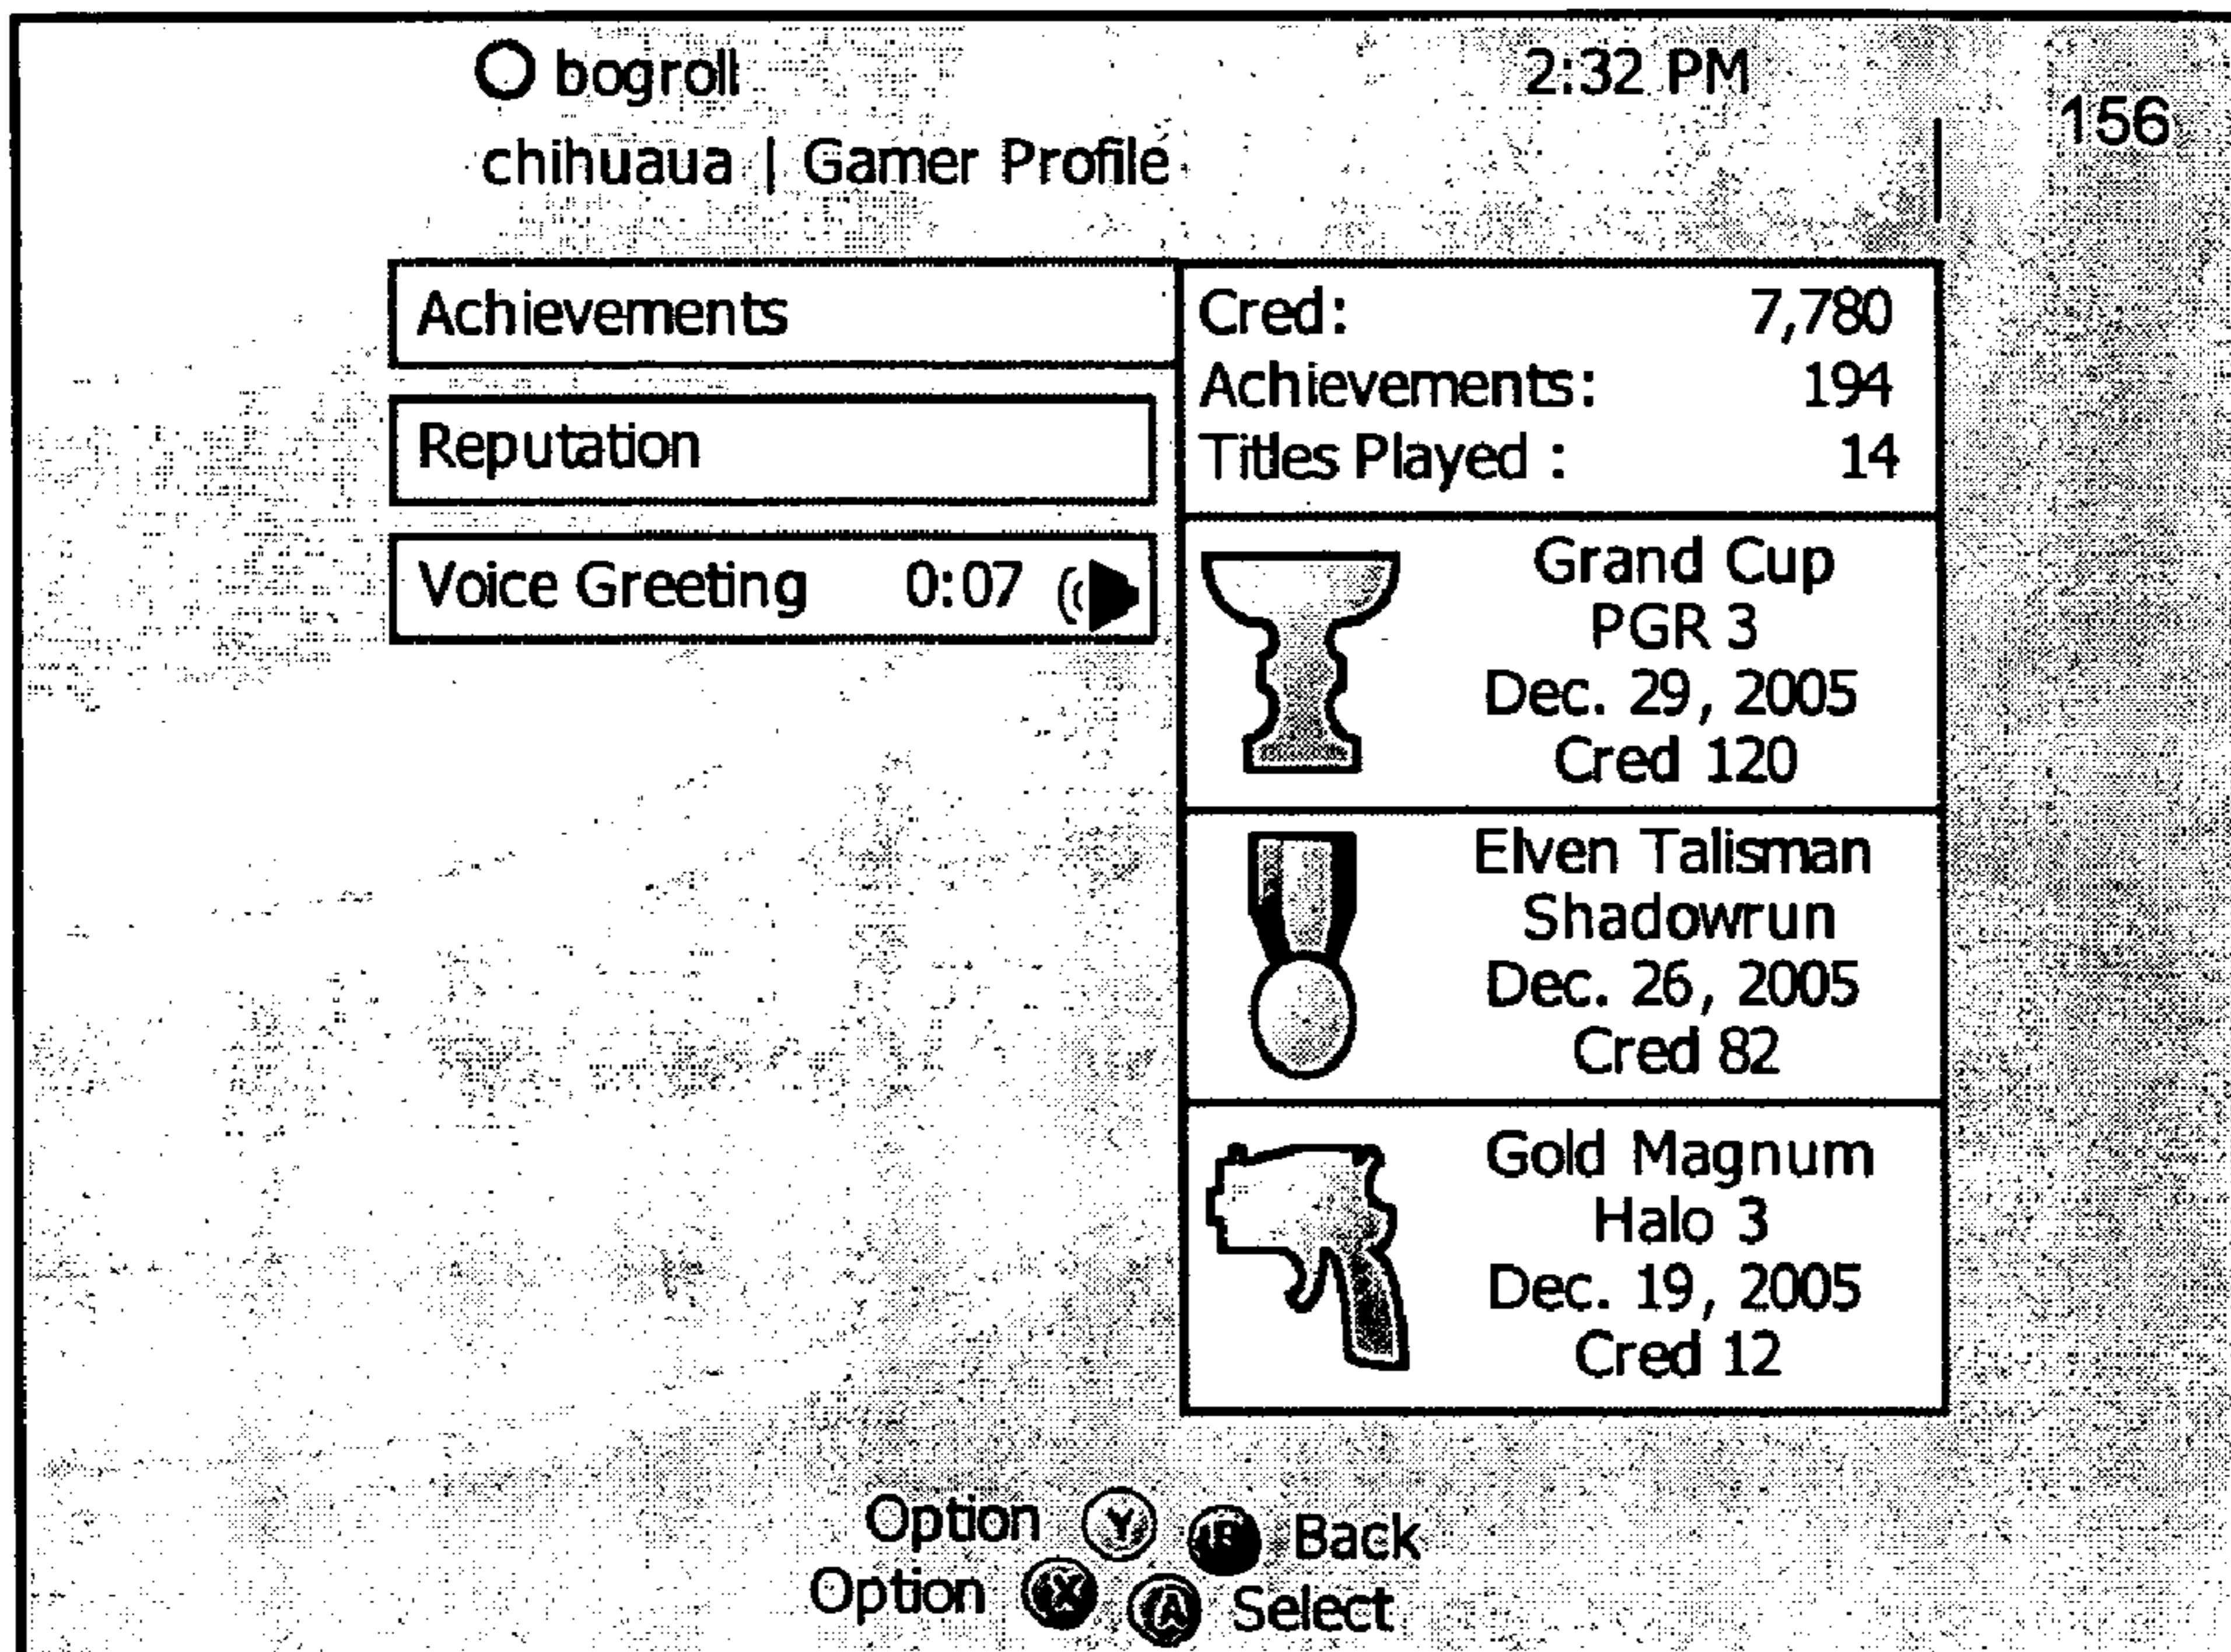 bogroll 2:32 PM
156
chihuaua | Gamer Profile
Achievements
Reputation
Voice Greeting 0:07
Cred: 7,780
Achievements: 194
Titles Played : 14
Grand Cup
PGR 3
Dec. 29, 2005
Cred 120
Elven Talisman
Shadowrun
Dec. 26, 2005
Cred 82
Gold Magnum
Halo 3
Dec. 19, 2005
Cred 12
Option Y B Back
Option X A Select